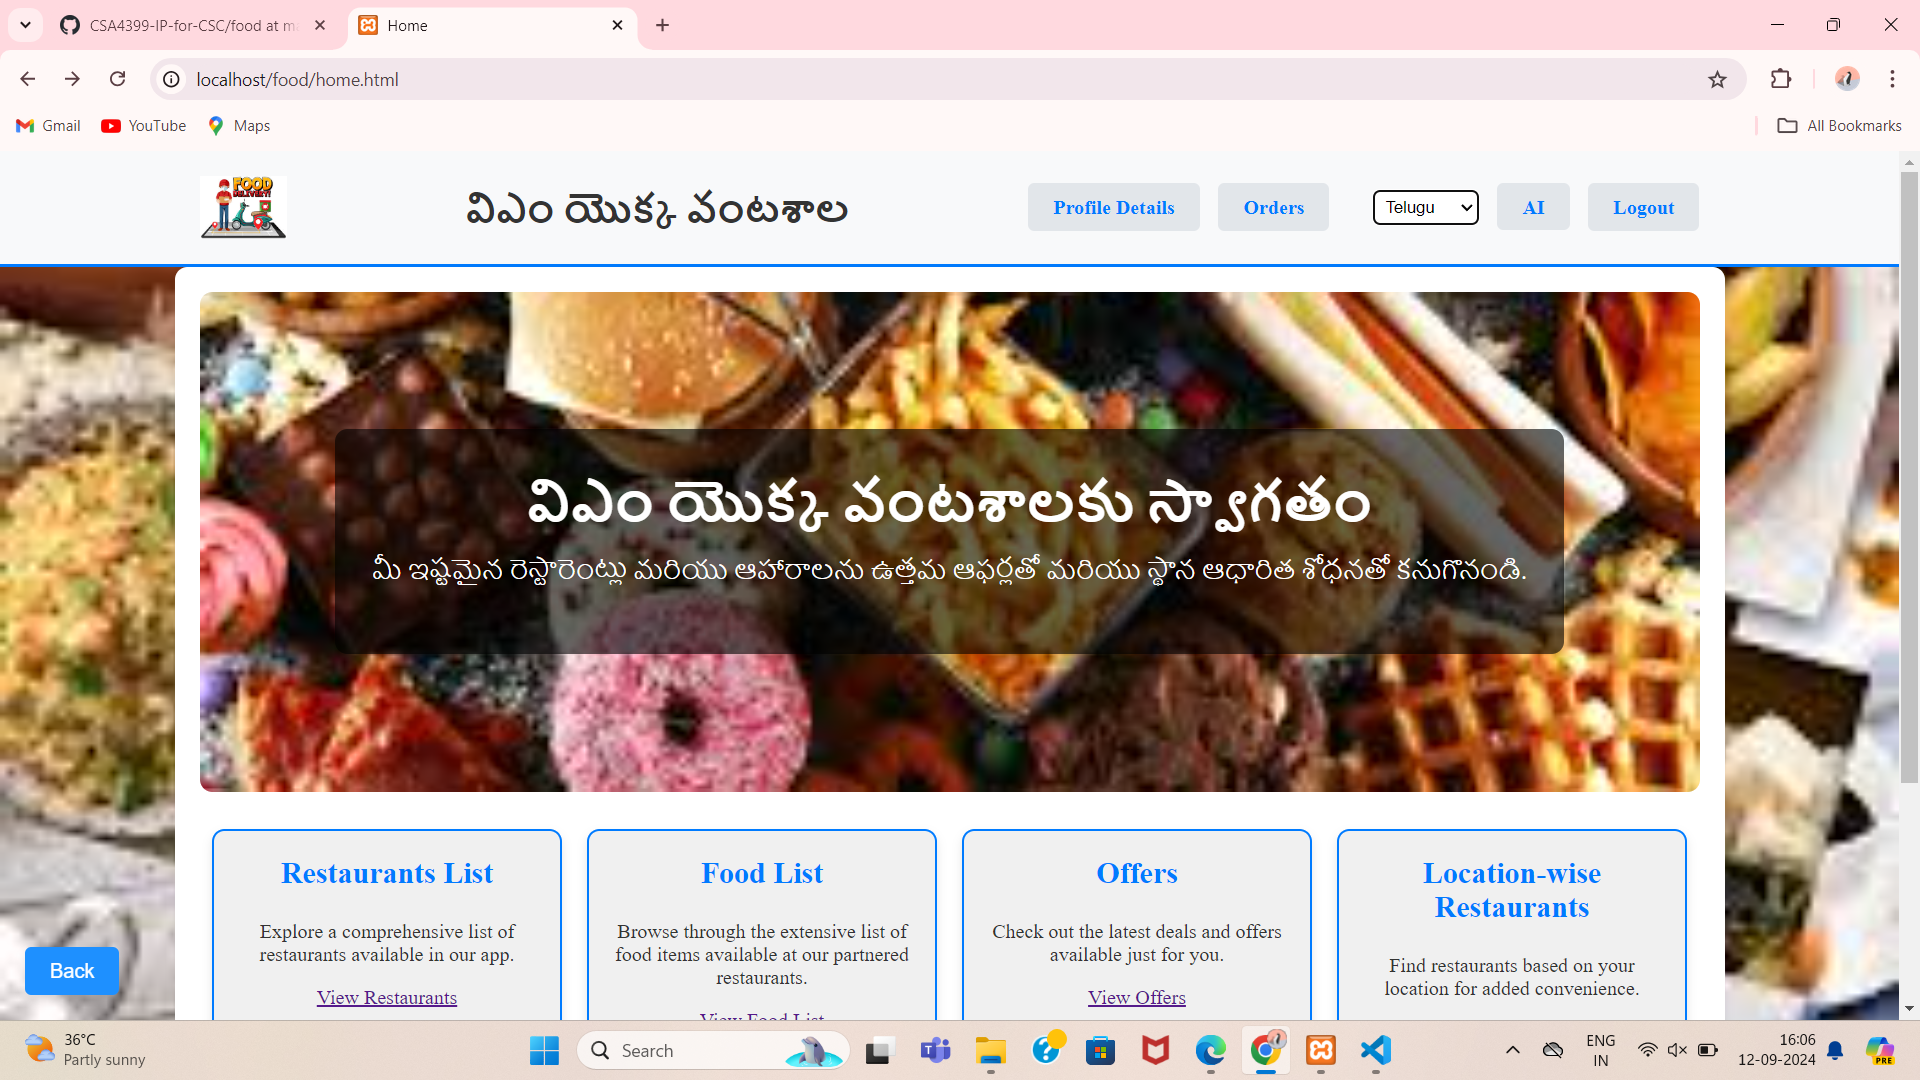 CSA4399-IP-for-CSC/food at ma
Home
localhost/food/home.html
Gmail
YouTube
Maps
All Bookmarks
FOOD
DELIVERY!
విఎం యొక్క వంటశాల
Profile Details
Orders
Telugu
AI
Logout
విఎం యొక్క వంటశాలకు స్వాగతం
మీ ఇష్టమైన రెస్టారెంట్లు మరియు ఆహారాలను ఉత్తమ ఆఫర్లతో మరియు స్థాన ఆధారిత శోధనతో కనుగొనండి.
Restaurants List
Explore a comprehensive list of
restaurants available in our app.
View Restaurants
Food List
Browse through the extensive list of
food items available at our partnered
restaurants.
View Food List
Offers
Check out the latest deals and offers
available just for you.
View Offers
Location-wise
Restaurants
Find restaurants based on your
location for added convenience.
Back
36°C
Partly sunny
Search
ENG
IN
16:06
12-09-2024
PRE